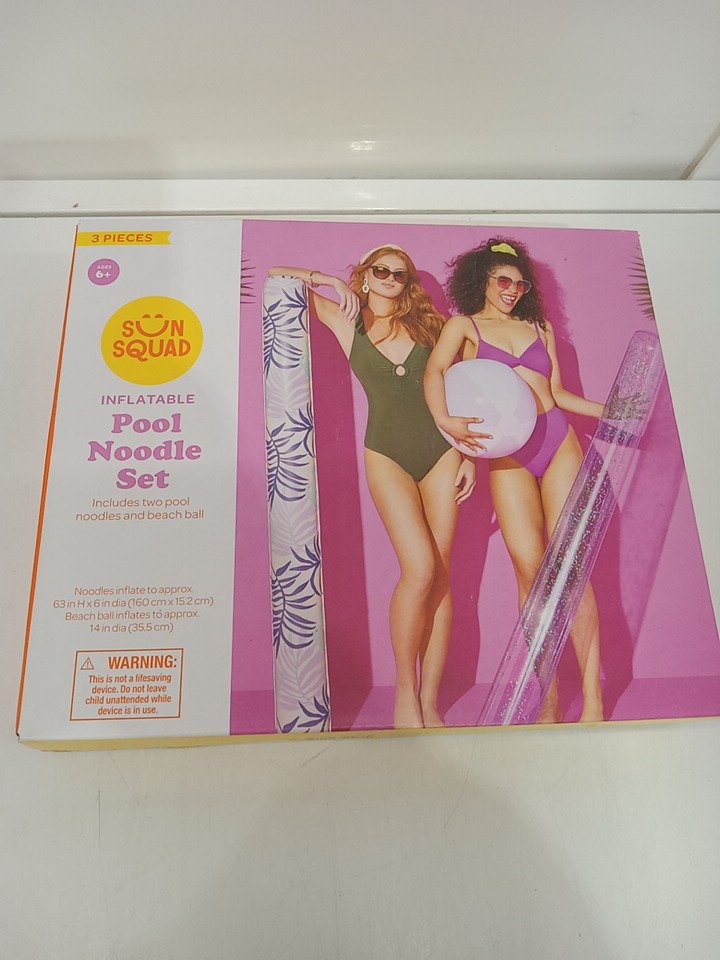 3 PIECES
AGES
6+
SUN
SQUAD
INFLATABLE
Pool
Noodle
Set
Includes two pool
noodles and beach ball
Noodles inflate to approx.
63 in H x 6 in dia (160 cm x 15.2 cm)
Beach ball inflates to approx.
14 in dia (35.5 cm)
WARNING:
This is not a lifesaving
device. Do not leave
child unattended while
device is in use.